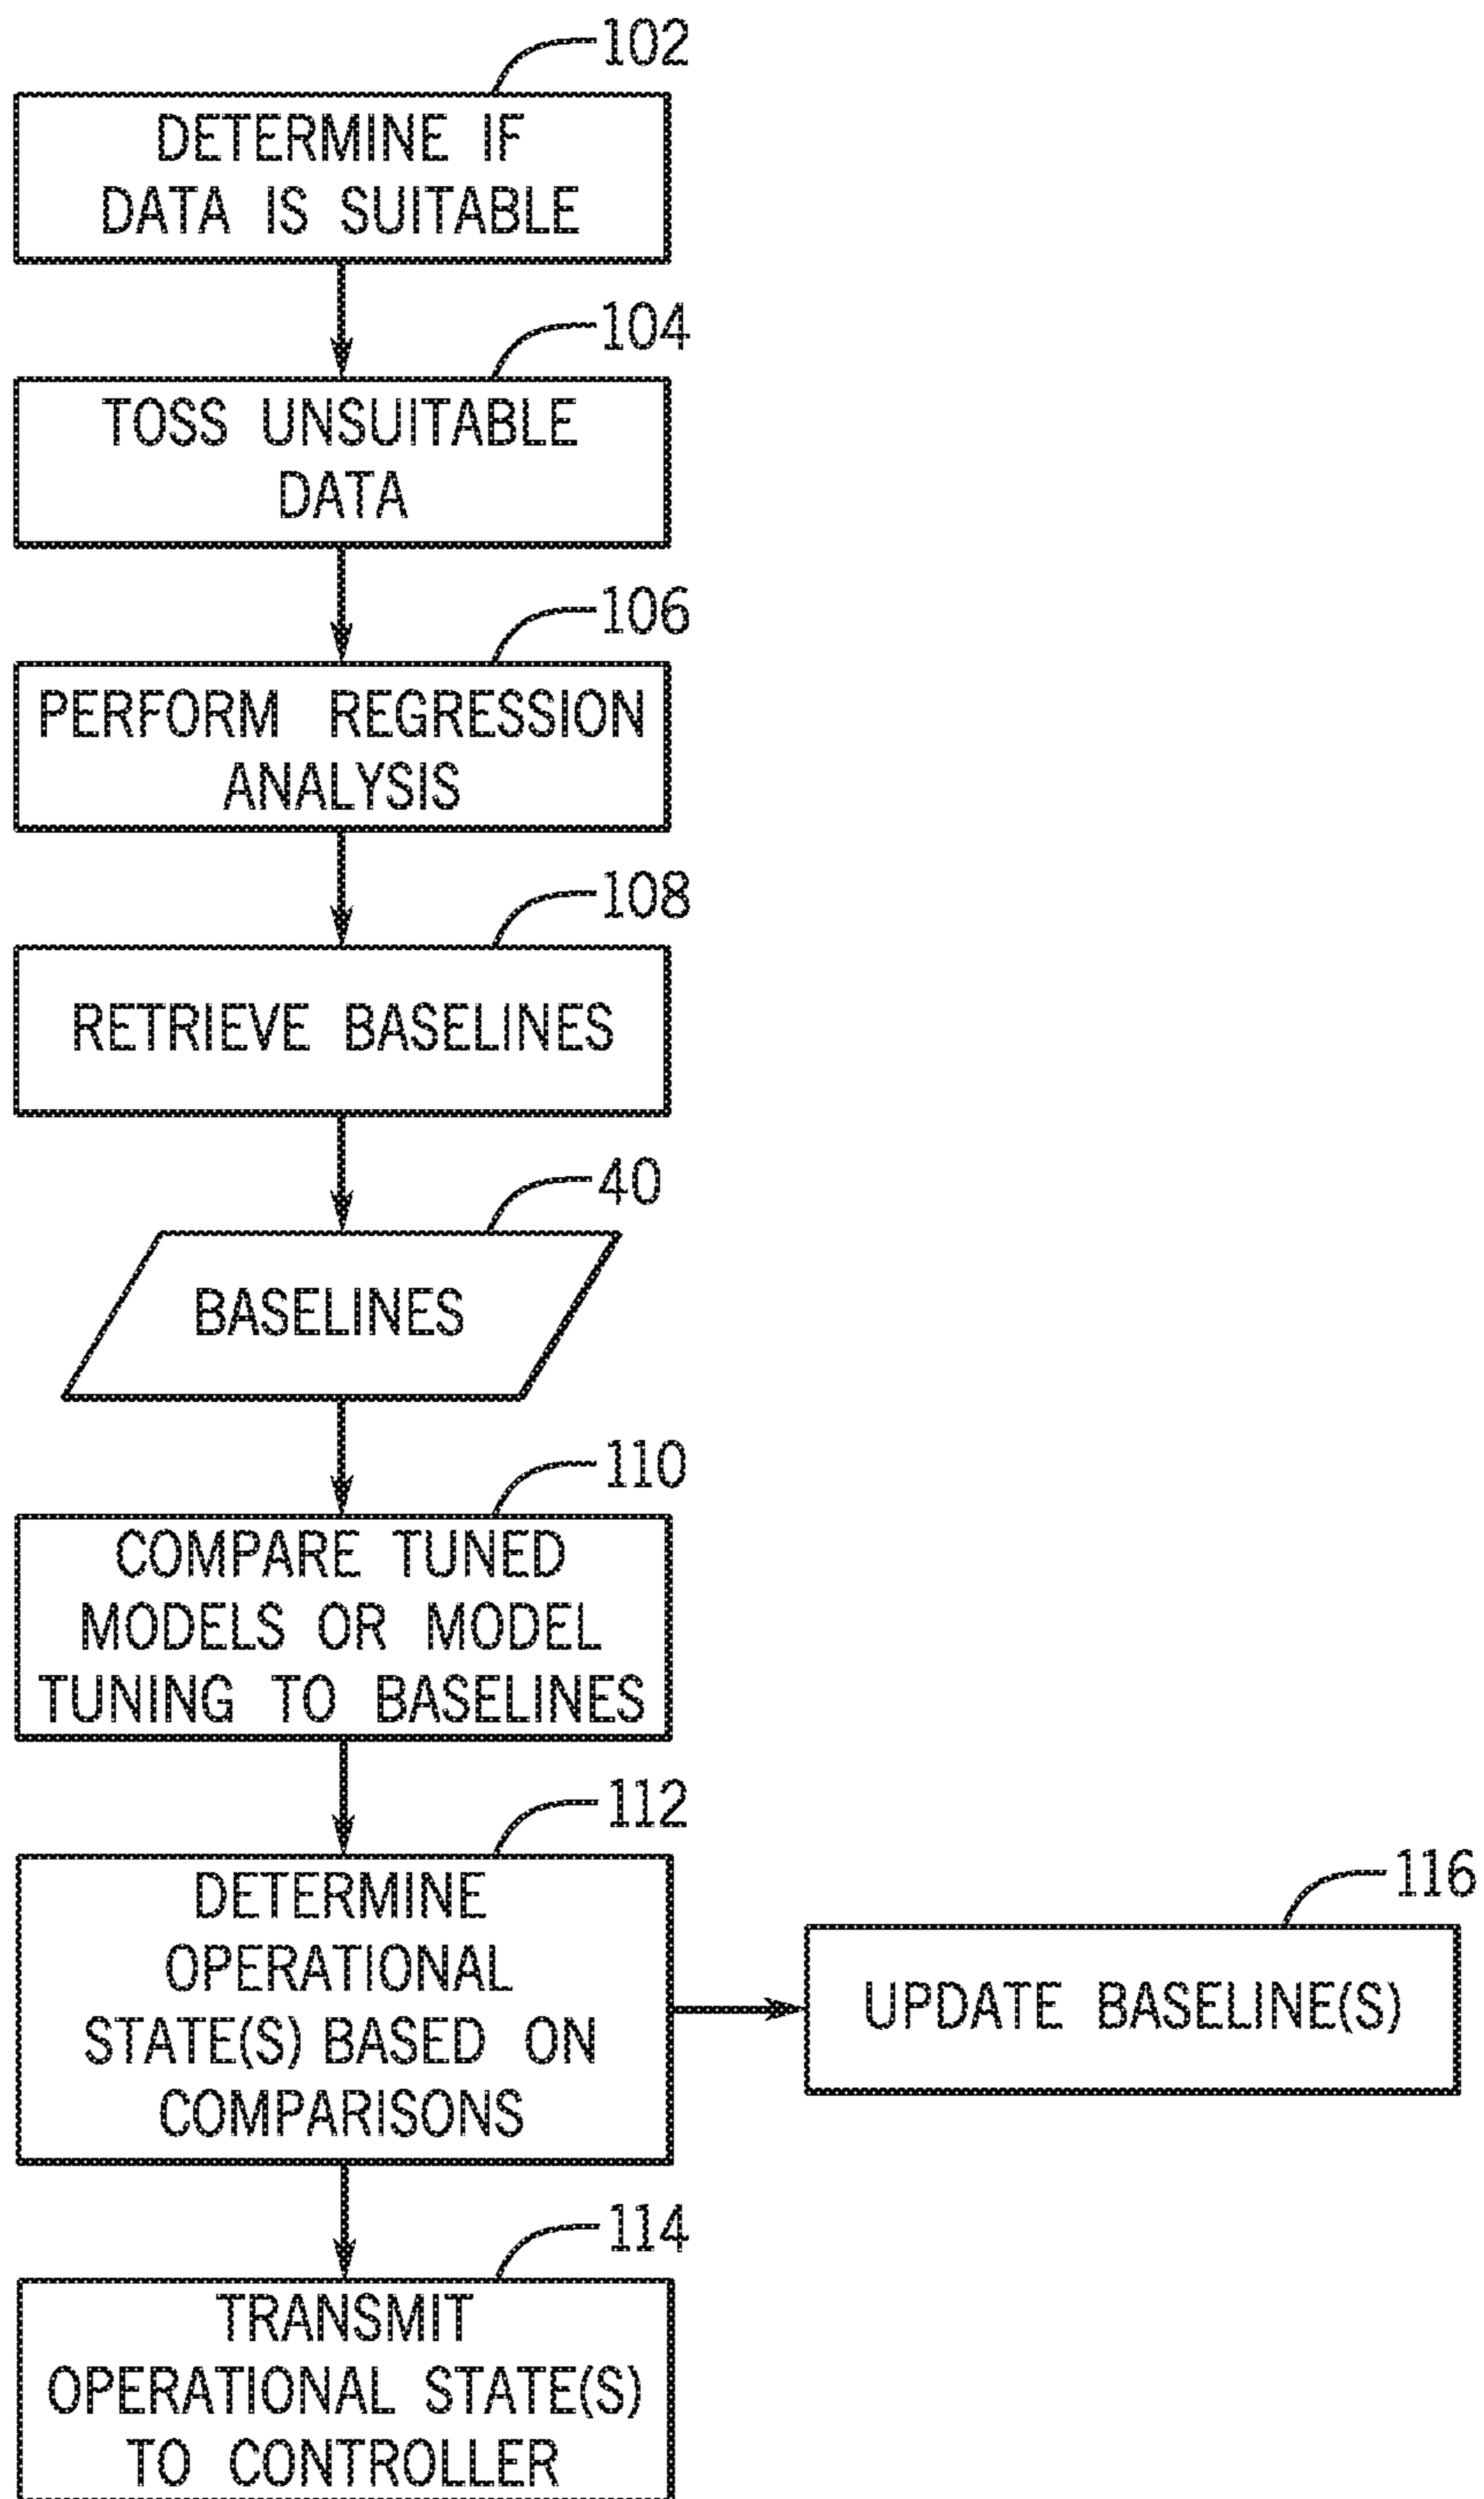 102
DETERMINE IF
DATA IS SUITABLE
104
TOSS UNSUITABLE
DATA
106
PERFORM REGRESSION
ANALYSIS
108
RETRIEVE BASELINES
40
BASELINES
110
COMPARE TUNED
MODELS OR MODEL
TUNING TO BASELINES
112
DETERMINE
OPERATIONAL
STATE(S) BASED ON
COMPARISONS
116
UPDATE BASELINE(S)
114
TRANSMIT
OPERATIONAL STATE(S)
TO CONTROLLER